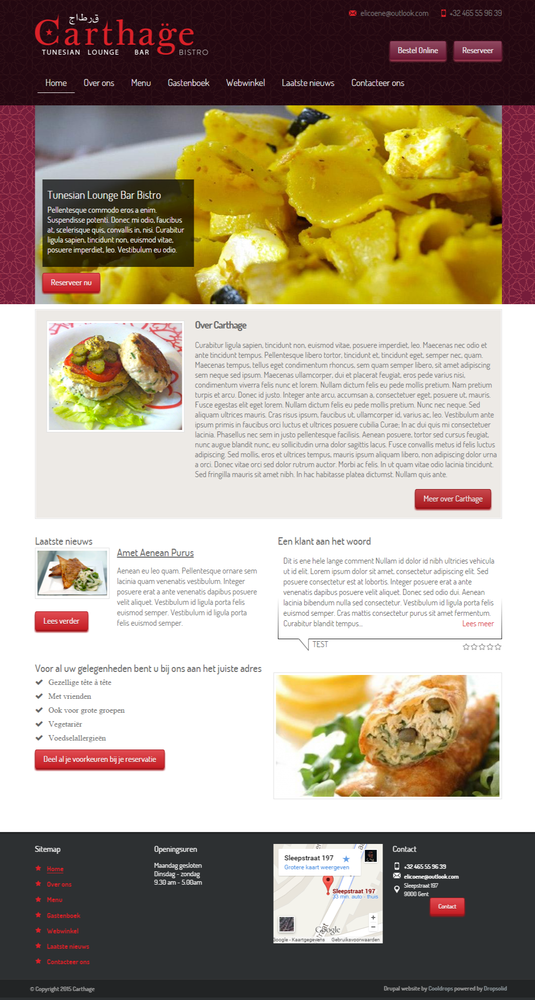 elicoene@outlook.com
+32 465 55 96 39
قرطاج
Carthage
TUNESIAN LOUNGE BAR BISTRO
Bestel Online
Reserveer
Home
Over ons
Menu
Gastenboek
Webwinkel
Laatste nieuws
Contacteer ons
Tunesian Lounge Bar Bistro
Pellentesque commodo eros a enim.
Suspendisse potenti. Donec mi odio, faucibus
at, scelerisque quis, convallis in, nisi. Curabitur
ligula sapien, tincidunt non, euismod vitae,
posuere imperdiet, leo. Vestibulum eu odio.
Reserveer nu
Over Carthage
Curabitur ligula sapien, tincidunt non, euismod vitae, posuere imperdiet, leo. Maecenas nec odio et
ante tincidunt tempus. Pellentesque libero tortor, tincidunt et, tincidunt eget, semper nec, quam.
Maecenas tempus, tellus eget condimentum rhoncus, sem quam semper libero, sit amet adipiscing
sem neque sed ipsum. Maecenas ullamcorper, dui et placerat feugiat, eros pede varius nisi,
condimentum viverra felis nunc et lorem. Nullam dictum felis eu pede mollis pretium. Nam pretium
turpis et arcu. Donec id justo. Integer ante arcu, accumsan a, consectetuer eget, posuere ut, mauris.
Fusce egestas elit eget lorem. Nullam dictum felis eu pede mollis pretium. Nunc nec neque. Sed
aliquam ultrices mauris. Cras risus ipsum, faucibus ut, ullamcorper id, varius ac, leo. Vestibulum ante
ipsum primis in faucibus orci luctus et ultrices posuere cubilia Curae; In ac dui quis mi consectetuer
lacinia. Phasellus nec sem in justo pellentesque facilisis. Aenean posuere, tortor sed cursus feugiat,
nunc augue blandit nunc, eu sollicitudin urna dolor sagittis lacus. Fusce convallis metus id felis luctus
adipiscing. Sed mollis, eros et ultrices tempus, mauris ipsum aliquam libero, non adipiscing dolor urna
a orci. Donec vitae orci sed dolor rutrum auctor. Morbi ac felis. In ut quam vitae odio lacinia tincidunt.
Sed fringilla mauris sit amet nibh. In hac habitasse platea dictumst. Nullam quis ante.
Meer over Carthage
Laatste nieuws
Amet Aenean Purus
Aenean eu leo quam. Pellentesque ornare sem
lacinia quam venenatis vestibulum. Integer
posuere erat a ante venenatis dapibus posuere
velit aliquet. Vestibulum id ligula porta felis
euismod semper. Vestibulum id ligula porta
felis euismod semper.
Lees verder
Een klant aan het woord
Dit is ene hele lange comment Nullam id dolor id nibh ultricies vehicula
ut id elit. Lorem ipsum dolor sit amet, consectetur adipiscing elit. Sed
posuere consectetur est at lobortis. Integer posuere erat a ante
venenatis dapibus posuere velit aliquet. Donec sed odio dui. Aenean
lacinia bibendum nulla sed consectetur. Vestibulum id ligula porta felis
euismod semper. Cras mattis consectetur purus sit amet fermentum.
Curabitur blandit tempus...
Lees meer
TEST
Voor al uw gelegenheden bent u bij ons aan het juiste adres
Gezellige tête à tête
Met vrienden
Ook voor grote groepen
Vegetariër
Voedselallergieën
Deel al je voorkeuren bij je reservatie
Sitemap
Home
Over ons
Menu
Gastenboek
Webwinkel
Laatste nieuws
Contacteer ons
Openingsuren
Maandag gesloten
Dinsdag - zondag
9.30 am - 5.00am
Sleepstraat 197
Grotere kaart weergeven
Sleepstraat 197
33 min. auto - thuis
Google
Google - Kaartgegevens
Gebruiksvoorwaarden
Contact
+32 465 55 96 39
elicoene@outlook.com
Sleepstraat 197
9000 Gent
Contact
© Copyright 2015 Carthage
Drupal website by Cooldrops powered by Dropsolid